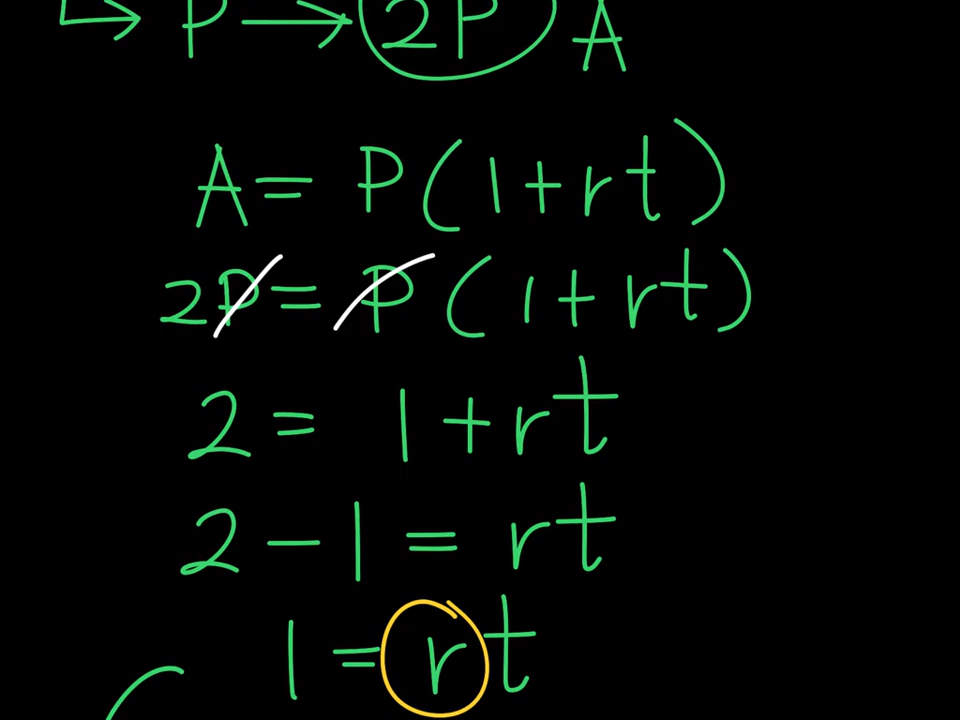 ↳ P → 2P A
A = P(1+rt)
2P = P(1+rt)
2 = 1+rt
2-1 = rt
1 = rt